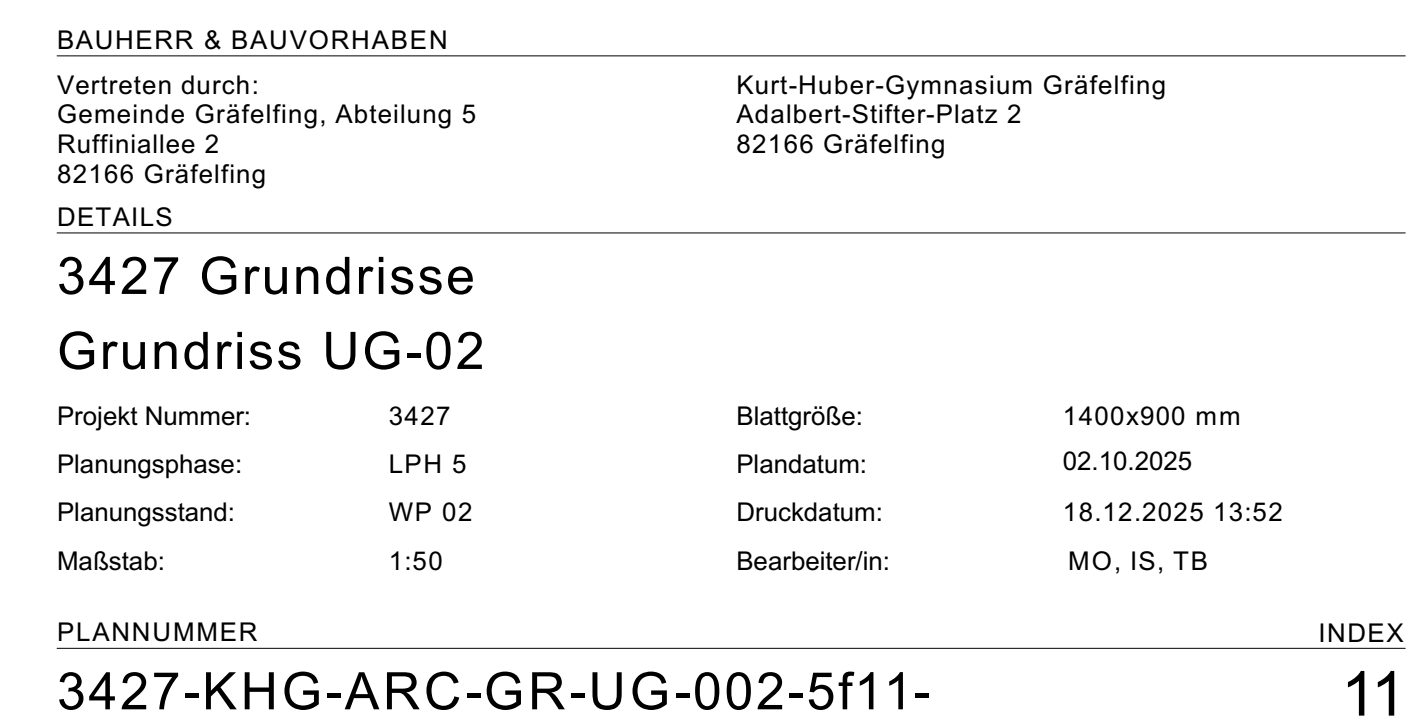 BAUHERR & BAUVORHABEN
Vertreten durch:
Gemeinde Gräfelfing, Abteilung 5
Ruffiniallee 2
82166 Gräfelfing
Kurt-Huber-Gymnasium Gräfelfing
Adalbert-Stifter-Platz 2
82166 Gräfelfing
DETAILS
3427 Grundrisse
Grundriss UG-02
Projekt Nummer: 3427 Blattgröße: 1400x900 mm
Planungsphase: LPH 5 Plandatum: 02.10.2025
Planungsstand: WP 02 Druckdatum: 18.12.2025 13:52
Maßstab: 1:50 Bearbeiter/in: MO, IS, TB
PLANNUMMER INDEX
3427-KHG-ARC-GR-UG-002-5f11- 11